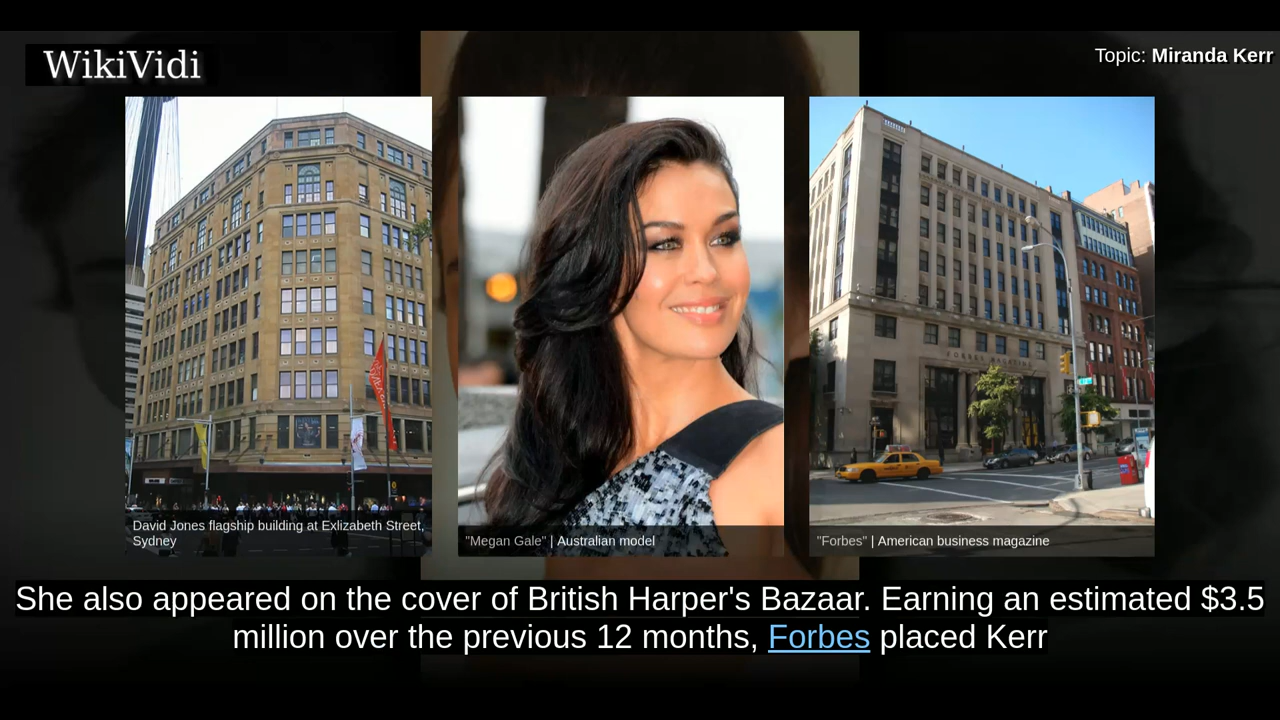 WikiVidi
Topic: Miranda Kerr
FORBES MAGAZINE
David Jones flagship building at Exlizabeth Street,
Sydney
"Megan Gale" | Australian model
"Forbes" | American business magazine
She also appeared on the cover of British Harper's Bazaar. Earning an estimated $3.5
million over the previous 12 months, Forbes placed Kerr